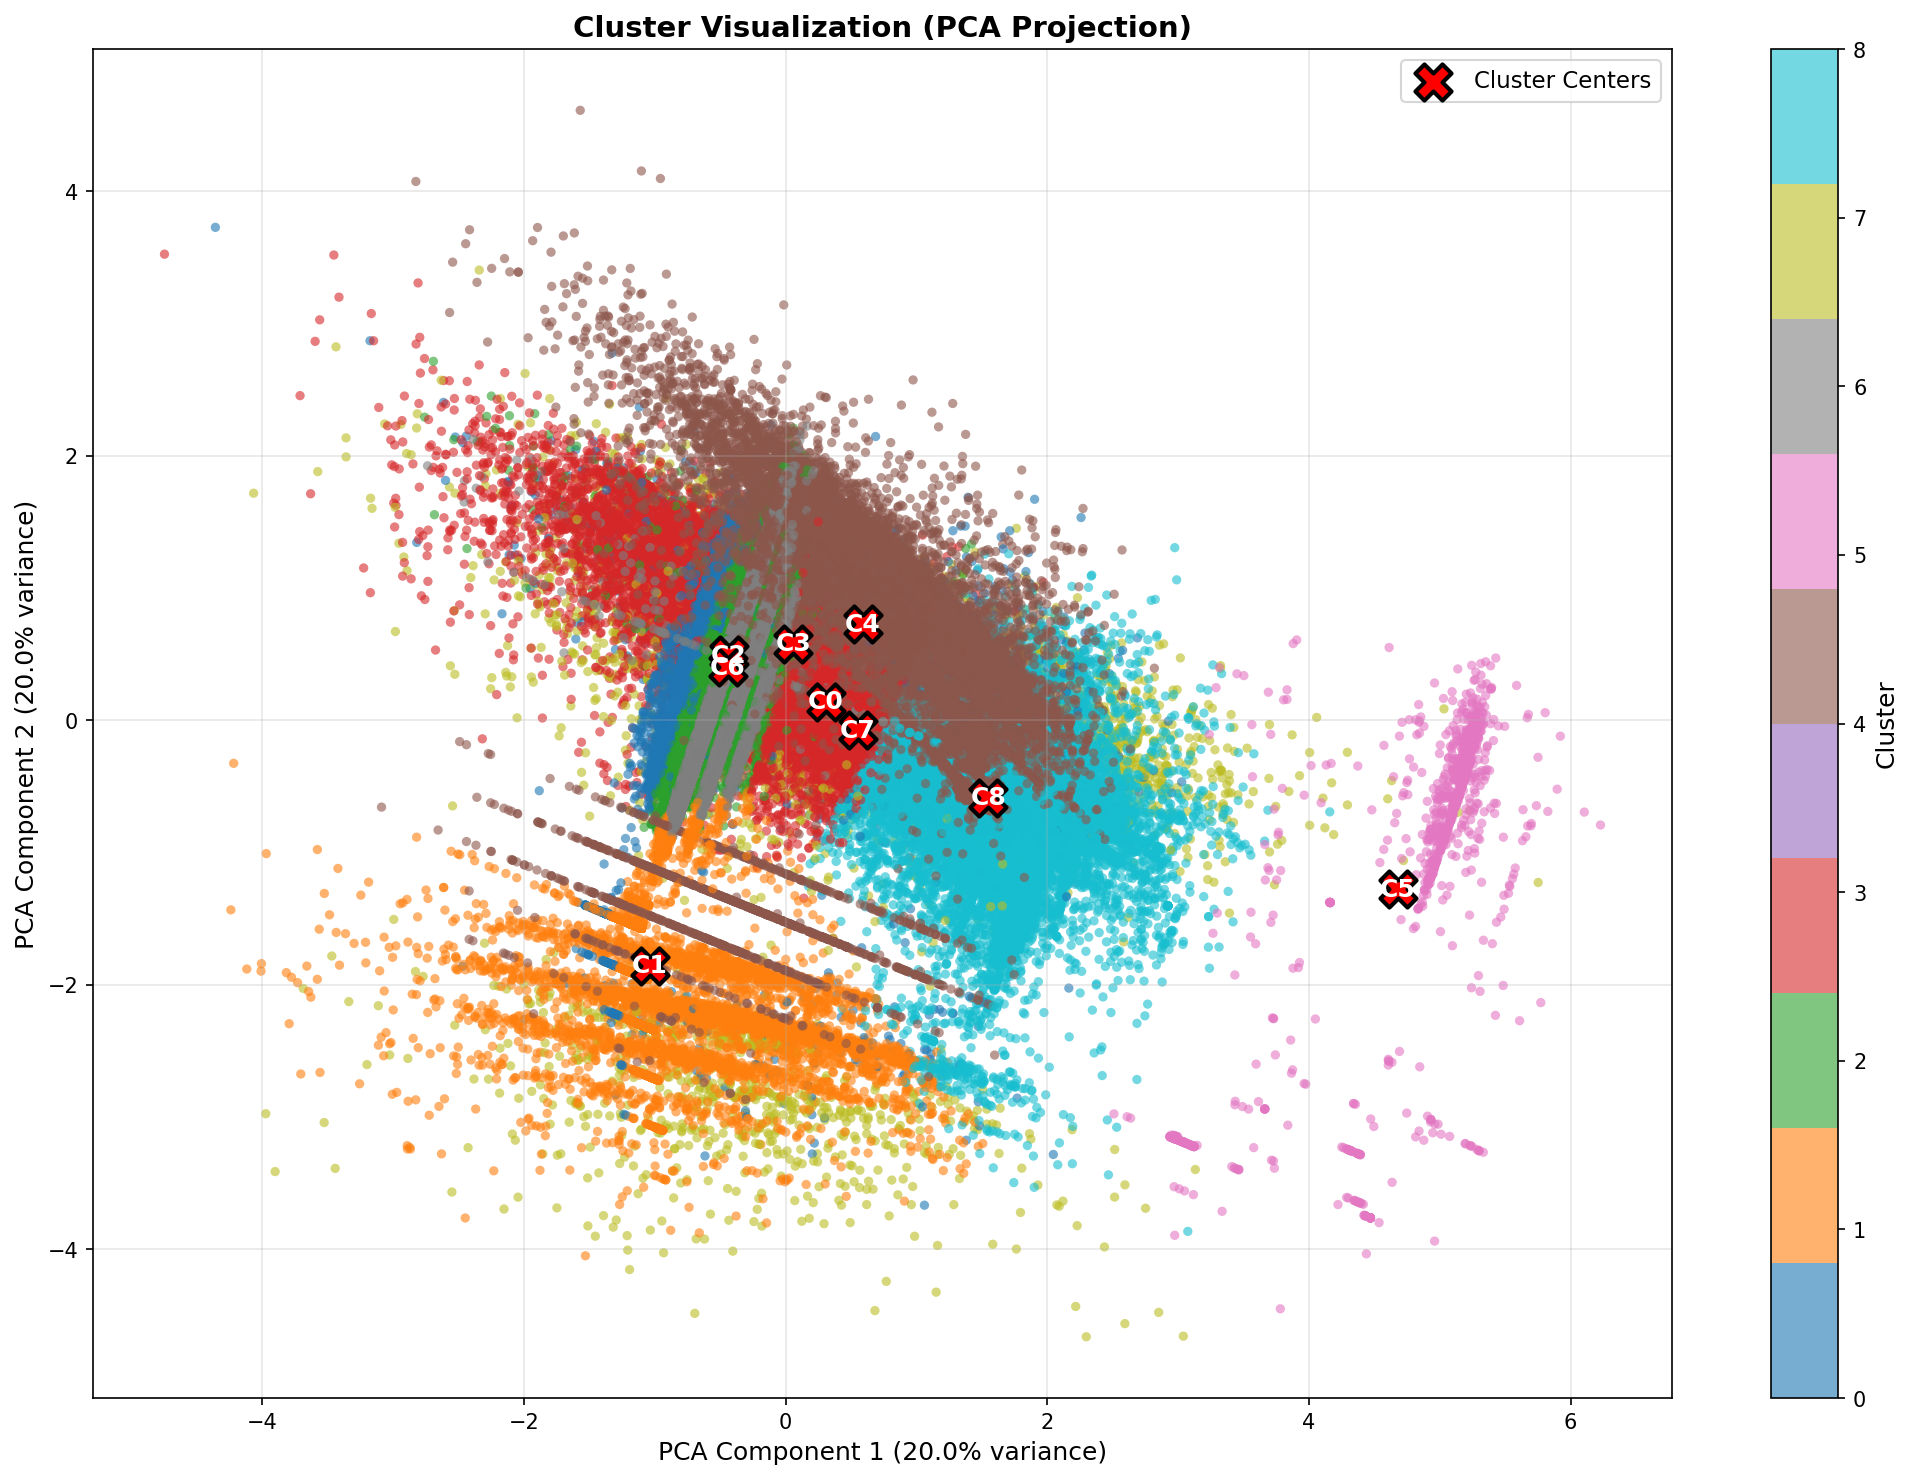 Cluster Visualization (PCA Projection)
Cluster Centers
PCA Component 2 (20.0% variance)
4
2
0
−2
−4
C4
C3
C2
C6
C0
C7
C8
C5
C1
−4
−2
0
2
4
6
PCA Component 1 (20.0% variance)
8
7
6
5
4
3
2
1
0
Cluster